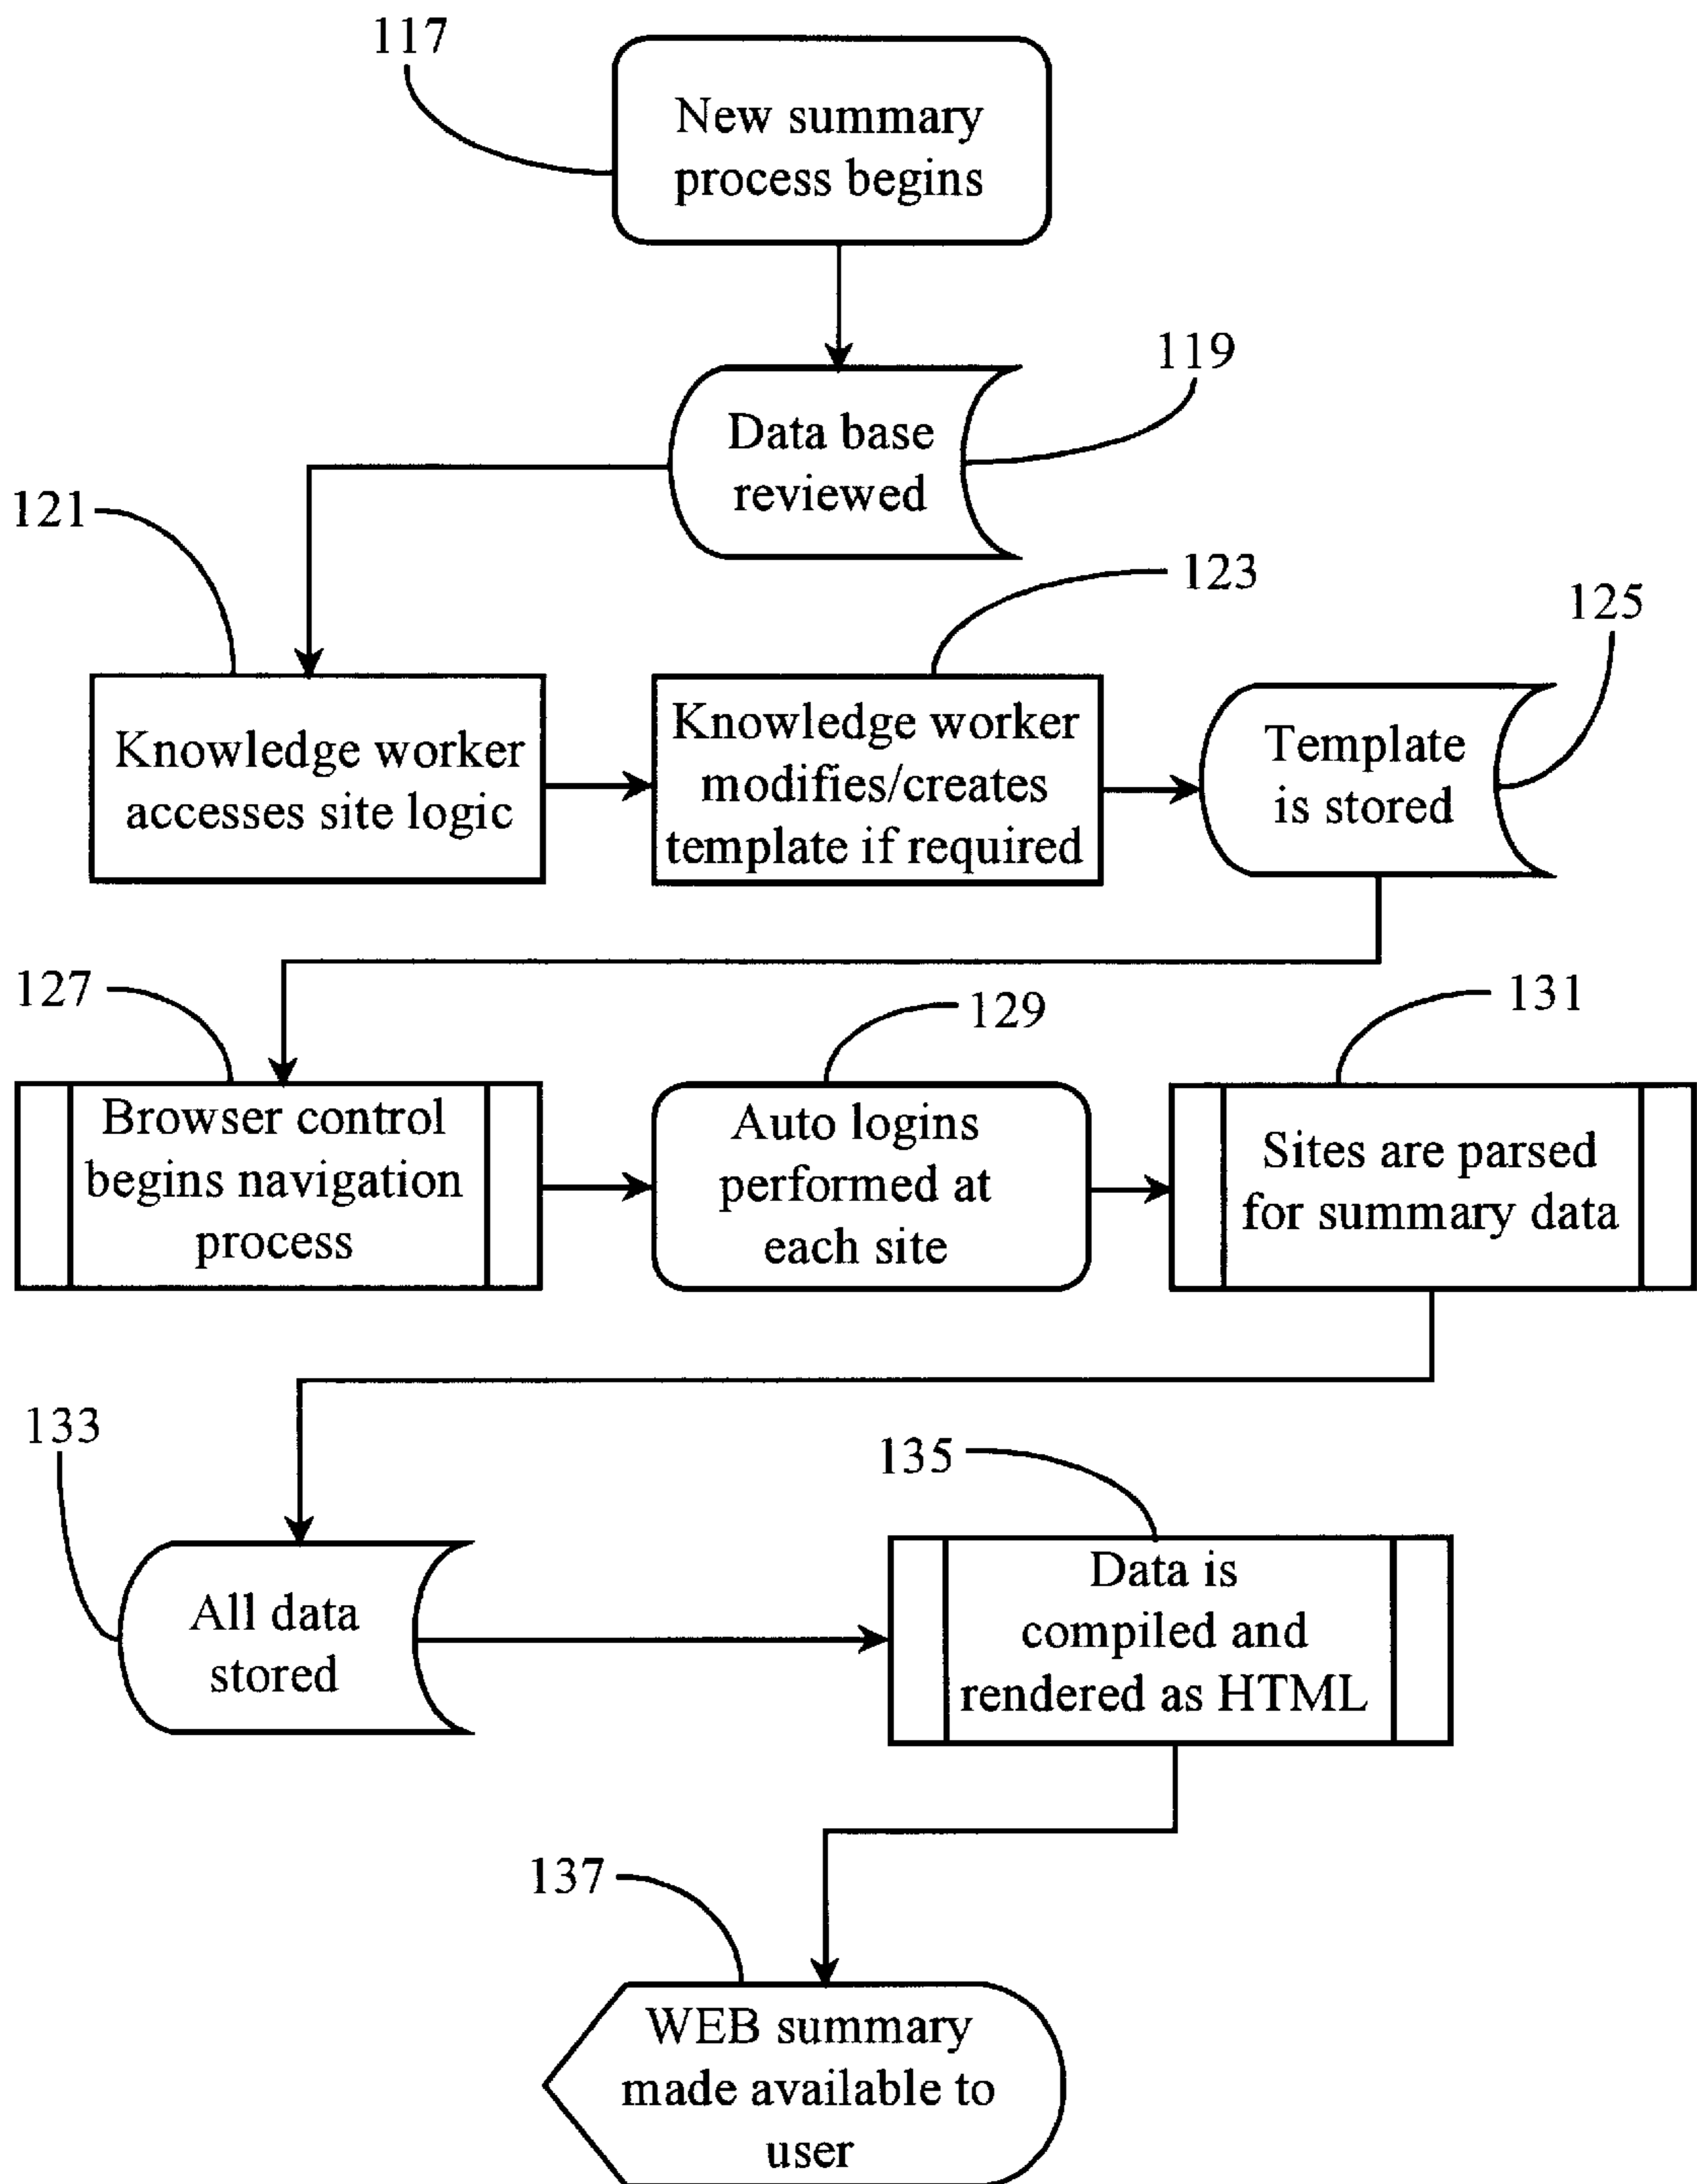 117
New summary
process begins
119
Data base
reviewed
121
123
125
Knowledge worker
accesses site logic
Knowledge worker
modifies/creates
template if required
Template
is stored
127
129
131
Browser control
begins navigation
process
Auto logins
performed at
each site
Sites are parsed
for summary data
133
135
All data
stored
Data is
compiled and
rendered as HTML
137
WEB summary
made available to
user